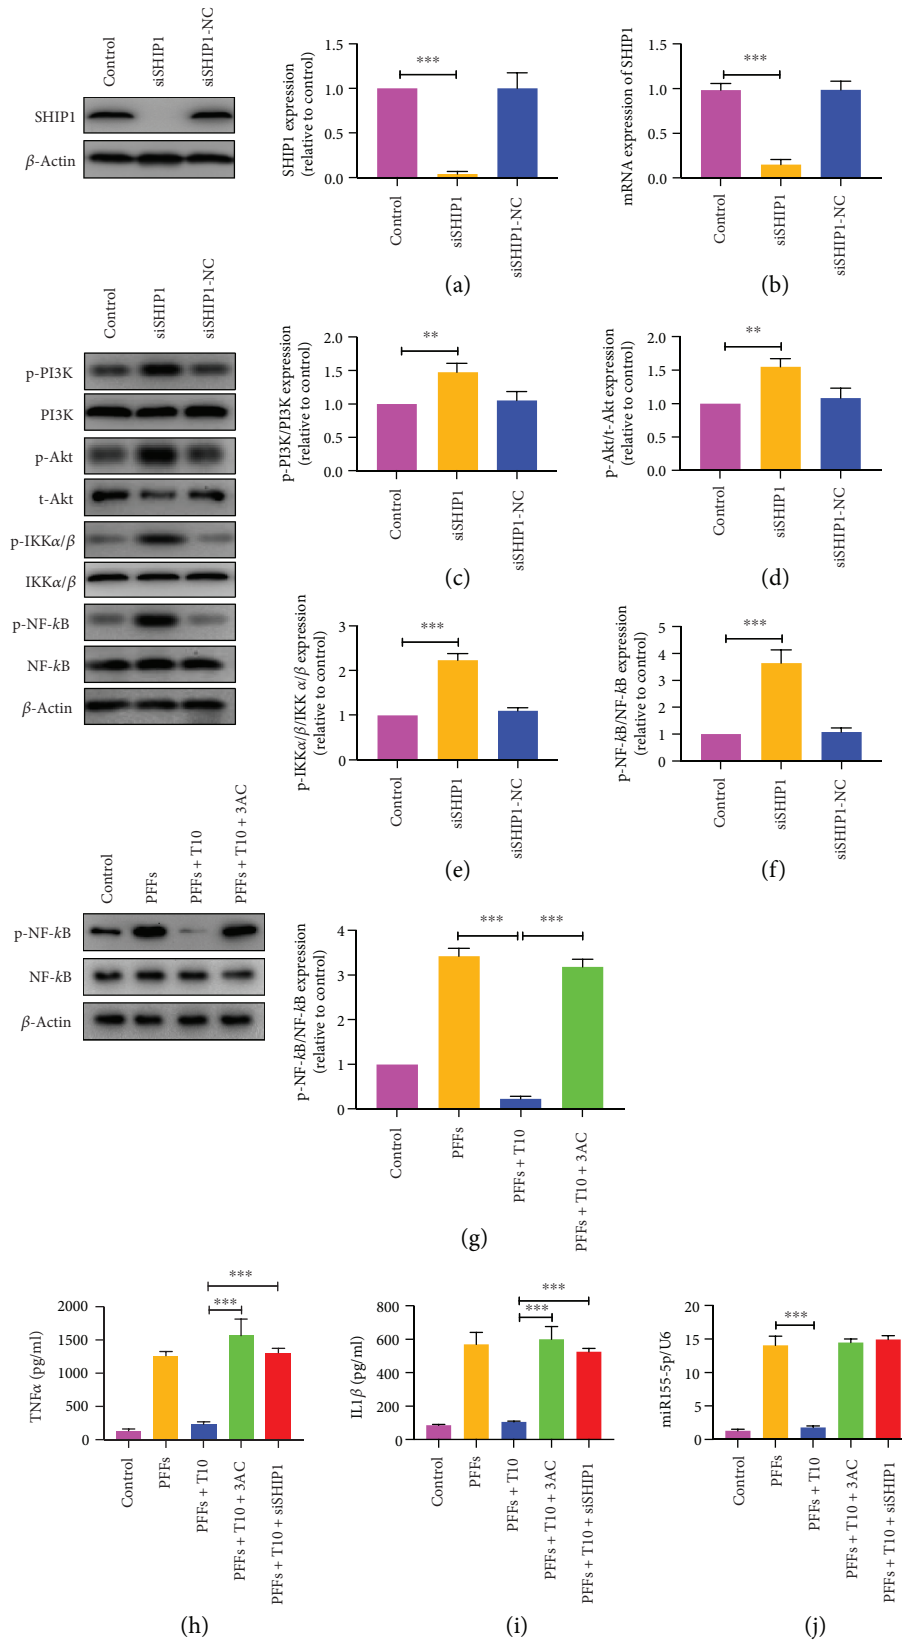 Control
siSHIP1
siSHIP1-NC
SHIP1
β-Actin
SHIP1 expression
(relative to control)
1.5
1.0
0.5
0.0
***
Control
siSHIP1
siSHIP1-NC
(a)
mRNA expression of SHIP1
1.5
1.0
0.5
0.0
***
Control
siSHIP1
siSHIP1-NC
(b)
Control
siSHIP1
siSHIP1-NC
p-PI3K
PI3K
p-Akt
t-Akt
p-IKKα/β
IKKα/β
p-NF-kB
NF-kB
β-Actin
p-PI3K/PI3K expression
(relative to control)
2.0
1.5
1.0
0.5
0.0
**
Control
siSHIP1
siSHIP1-NC
(c)
p-Akt/t-Akt expression
(relative to control)
2.0
1.5
1.0
0.5
0.0
**
Control
siSHIP1
siSHIP1-NC
(d)
p-IKKα/β/IKK α/β expression
(relative to control)
3
2
1
0
***
Control
siSHIP1
siSHIP1-NC
(e)
p-NF-kB/NF-kB expression
(relative to control)
5
4
3
2
1
0
***
Control
siSHIP1
siSHIP1-NC
(f)
Control
PFFs
PFFs + T10
PFFs + T10 + 3AC
p-NF-kB
NF-kB
β-Actin
p-NF-kB/NF-kB expression
(relative to control)
4
3
2
1
0
***
***
Control
PFFs
PFFs + T10
PFFs + T10 + 3AC
(g)
TNFα (pg/ml)
2000
1500
1000
500
0
***
***
Control
PFFs
PFFs + T10
PFFs + T10 + 3AC
PFFs + T10 + siSHIP1
(h)
IL1β (pg/ml)
800
600
400
200
0
***
***
Control
PFFs
PFFs + T10
PFFs + T10 + 3AC
PFFs + T10 + siSHIP1
(i)
miR155-5p/U6
20
15
10
5
0
***
Control
PFFs
PFFs + T10
PFFs + T10 + 3AC
PFFs + T10 + siSHIP1
(j)